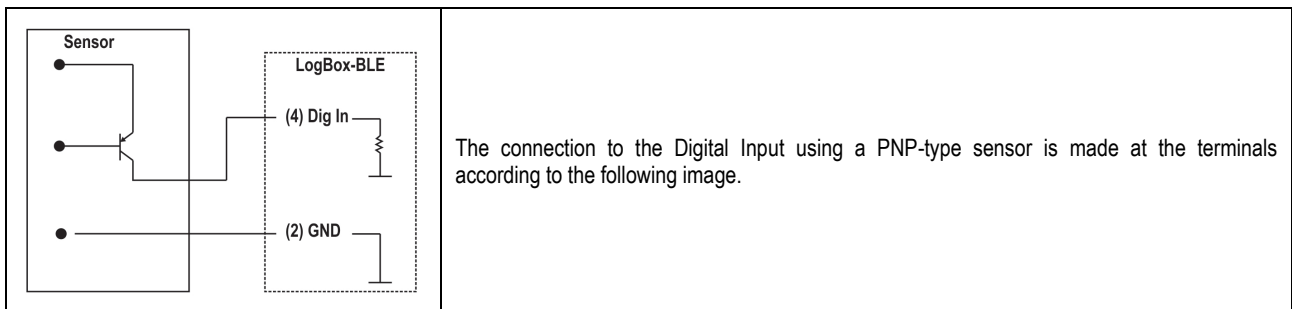 Sensor
LogBox-BLE
(4) Dig In
(2) GND
The connection to the Digital Input using a PNP-type sensor is made at the terminals
according to the following image.